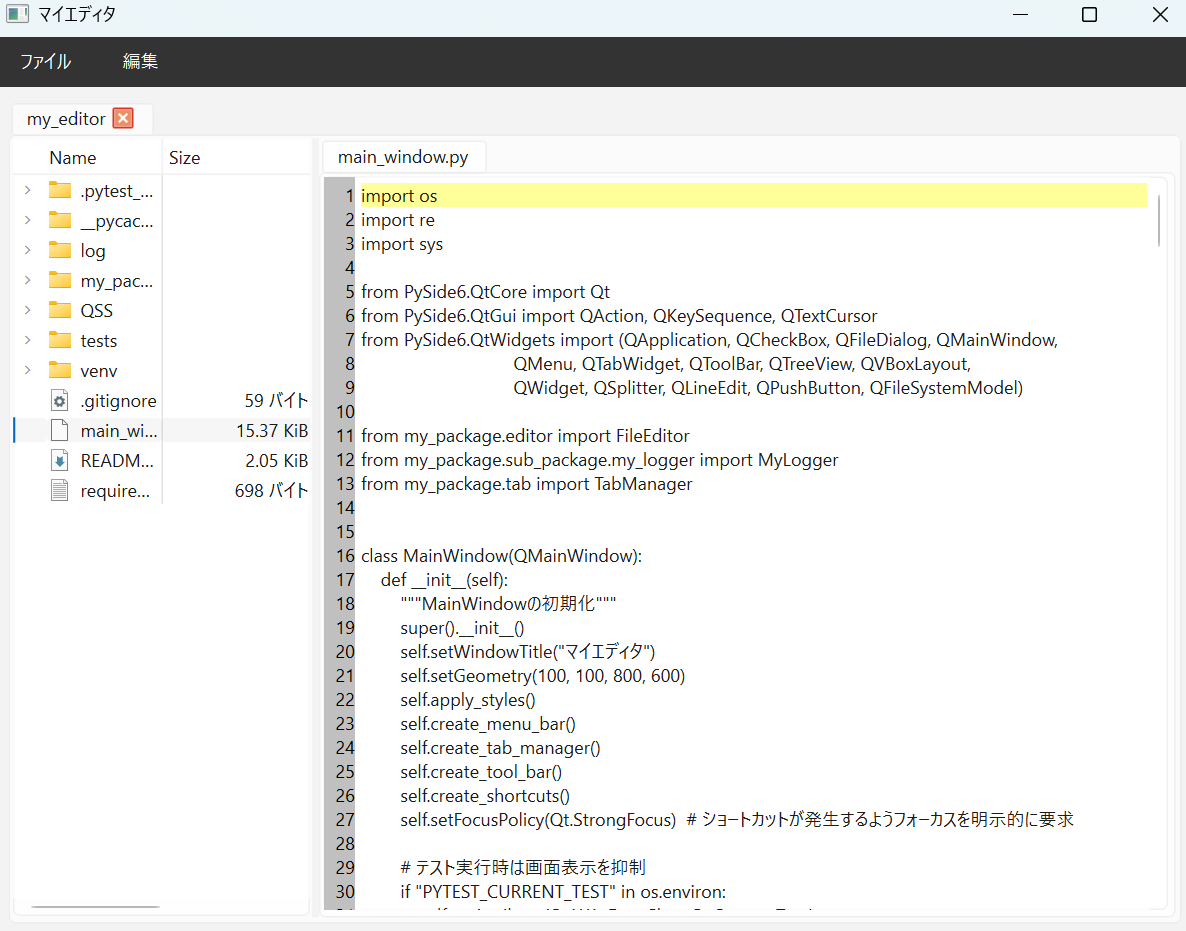 マイエディタ
ファイル 編集
my_editor
Name Size
.pytest_...
__pycac...
log
my_pac...
QSS
tests
venv
.gitignore 59 バイト
main_wi... 15.37 KiB
READM... 2.05 KiB
require... 698 バイト
main_window.py
1 import os
2 import re
3 import sys
4
5 from PySide6.QtCore import Qt
6 from PySide6.QtGui import QAction, QKeySequence, QTextCursor
7 from PySide6.QtWidgets import (QApplication, QCheckBox, QFileDialog, QMainWindow,
8 QMenu, QTabWidget, QToolBar, QTreeView, QVBoxLayout,
9 QWidget, QSplitter, QLineEdit, QPushButton, QFileSystemModel)
10
11 from my_package.editor import FileEditor
12 from my_package.sub_package.my_logger import MyLogger
13 from my_package.tab import TabManager
14
15
16 class MainWindow(QMainWindow):
17 def __init__(self):
18 """MainWindowの初期化"""
19 super().__init__()
20 self.setWindowTitle("マイエディタ")
21 self.setGeometry(100, 100, 800, 600)
22 self.apply_styles()
23 self.create_menu_bar()
24 self.create_tab_manager()
25 self.create_tool_bar()
26 self.create_shortcuts()
27 self.setFocusPolicy(Qt.StrongFocus) # ショートカットが発生するようフォーカスを明示的に要求
28
29 # テスト実行時は画面表示を抑制
30 if "PYTEST_CURRENT_TEST" in os.environ: